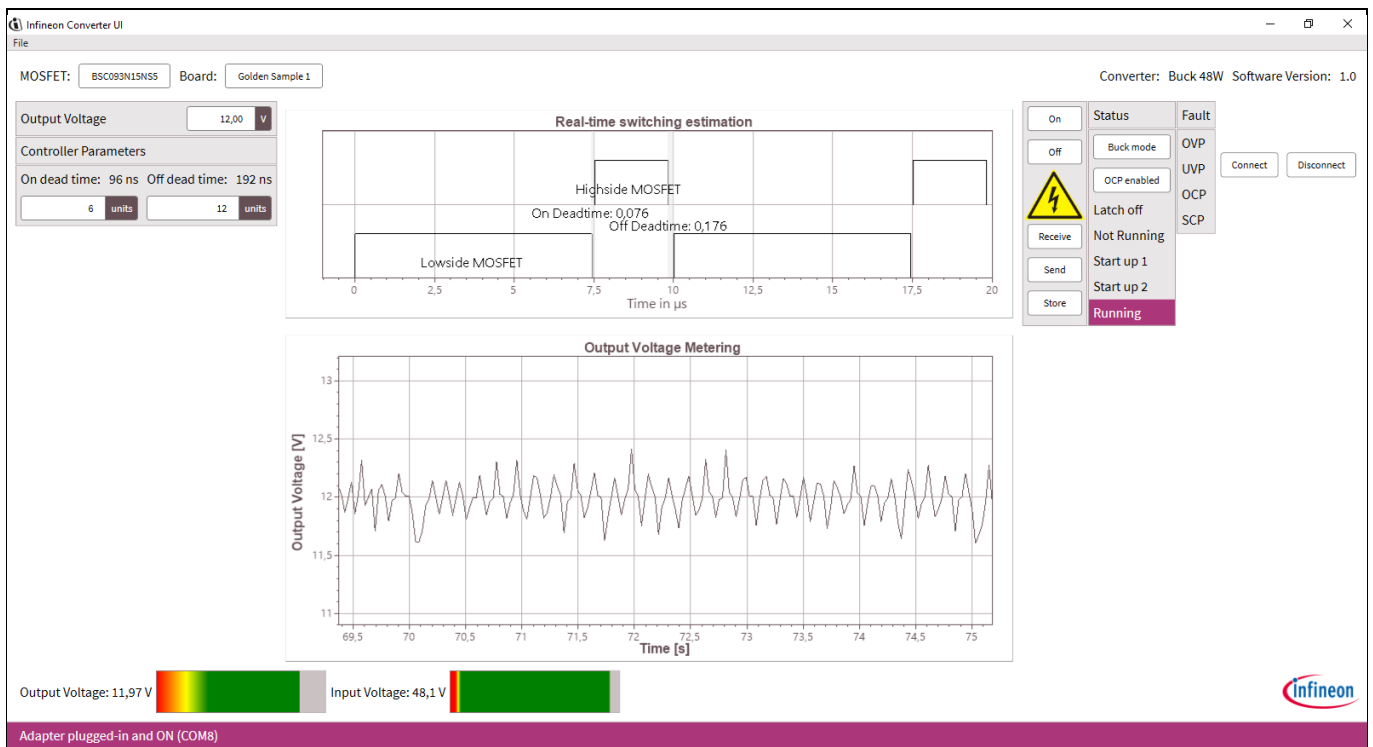 Infineon Converter UI
File
MOSFET: BSC093N15NS5 Board: Golden Sample 1 Converter: Buck 48W Software Version: 1.0
Output Voltage 12,00 V
Controller Parameters
On dead time: 96 ns Off dead time: 192 ns
6 units 12 units
Real-time switching estimation
Highside MOSFET
On Deadtime: 0,076
Off Deadtime: 0,176
Lowside MOSFET
0 2,5 5 7,5 10 12,5 15 17,5 20
Time in µs
On
Off
Receive
Send
Store
Status
Buck mode
OCP enabled
Latch off
Not Running
Start up 1
Start up 2
Running
Fault
OVP
UVP
OCP
SCP
Connect Disconnect
Output Voltage Metering
Output Voltage [V]
13
12,5
12
11,5
11
69,5 70 70,5 71 71,5 72 72,5 73 73,5 74 74,5 75
Time [s]
Output Voltage: 11,97 V Input Voltage: 48,1 V
infineon
Adapter plugged-in and ON (COM8)